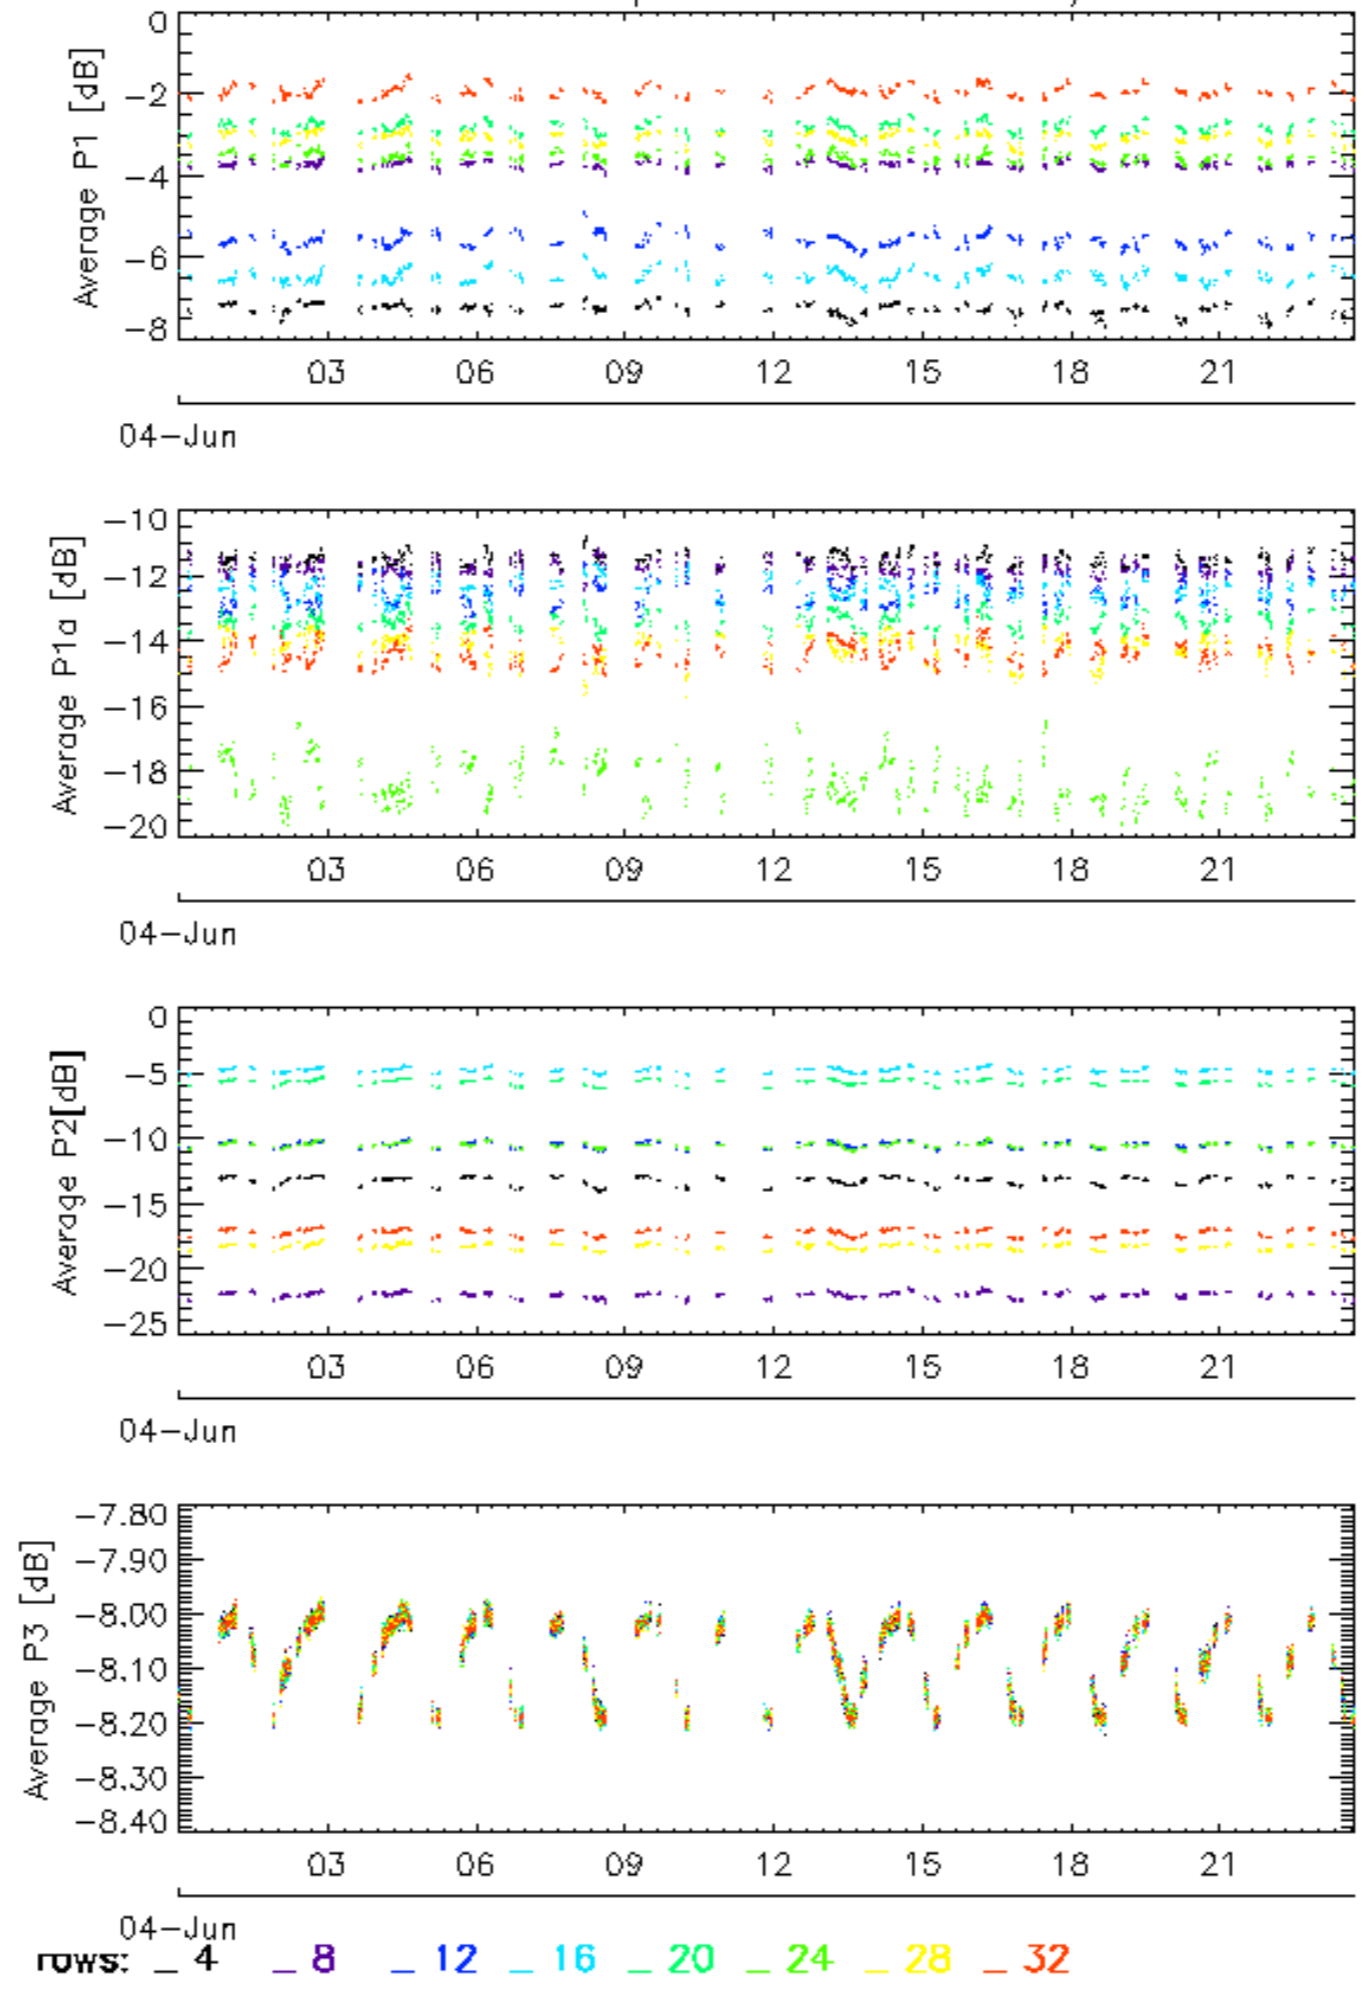 0
−2
−4
−6
−8
Average P1 [dB]
03 06 09 12 15 18 21
04−Jun
−10
−12
−14
−16
−18
−20
Average P1a [dB]
03 06 09 12 15 18 21
04−Jun
0
−5
−10
−15
−20
−25
Average P2[dB]
03 06 09 12 15 18 21
04−Jun
−7.80
−7.90
−8.00
−8.10
−8.20
−8.30
−8.40
Average P3 [dB]
03 06 09 12 15 18 21
04−Jun
rows: _ 4 _ 8 _ 12 _ 16 _ 20 _ 24 _ 28 _ 32